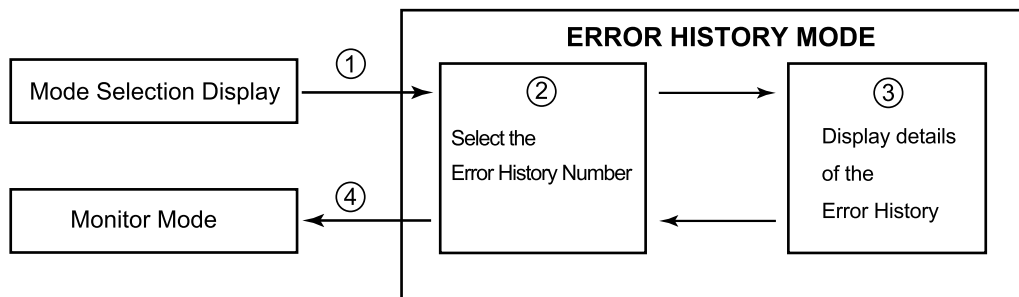 ERROR HISTORY MODE
①
Mode Selection Display
②
Select the
Error History Number
③
Display details
of the
Error History
④
Monitor Mode